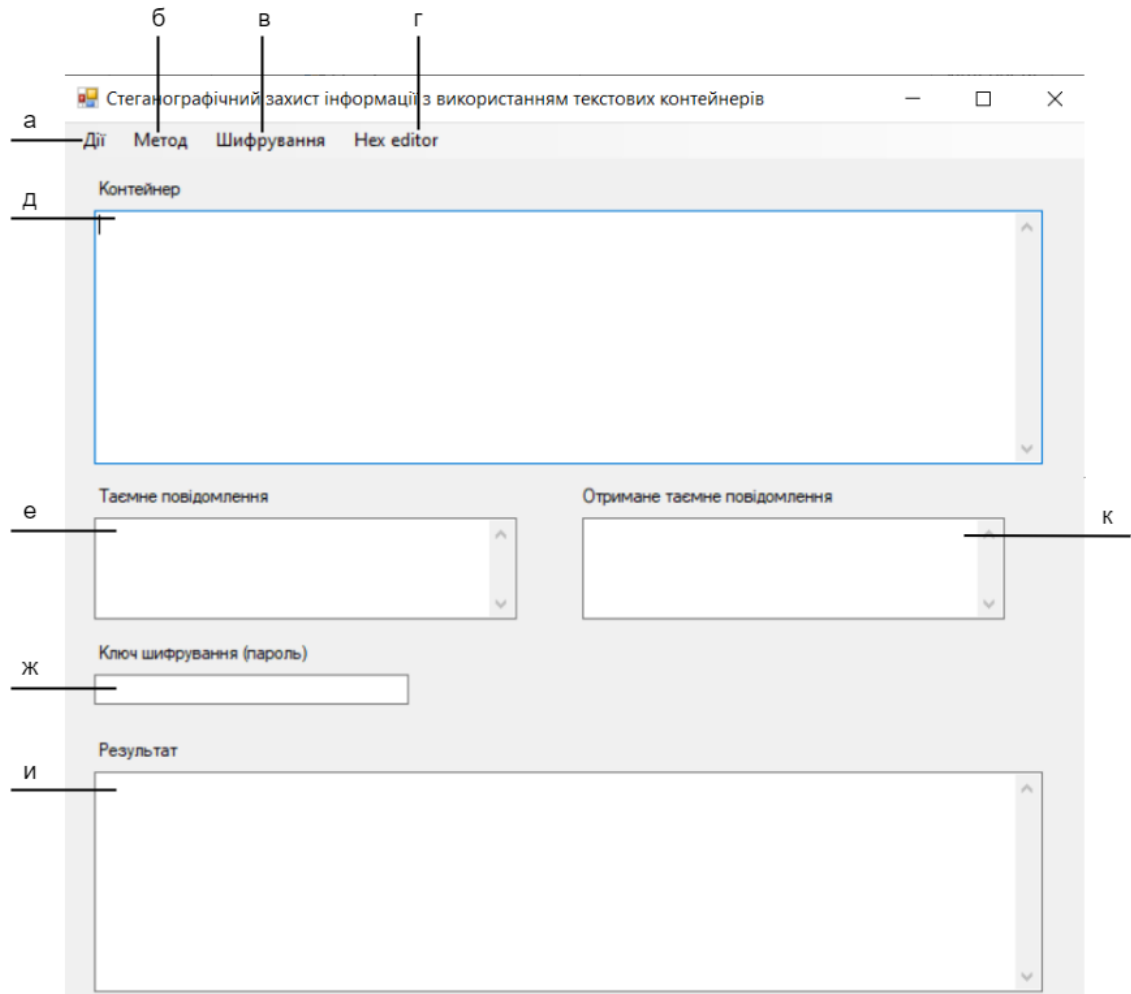 б в г
Стеганографічний захист інформації з використанням текстових контейнерів
а
Дії Метод Шифрування Hex editor
Контейнер
д
Таємне повідомлення Отримане таємне повідомлення
е
к
Ключ шифрування (пароль)
ж
Результат
и